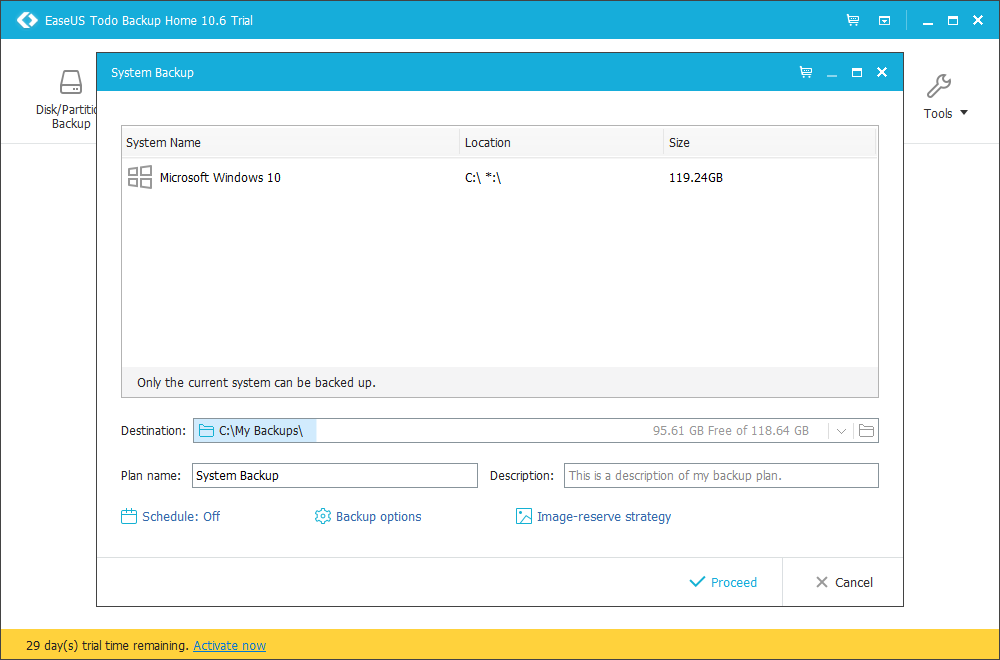 EaseUS Todo Backup Home 10.6 Trial
System Backup
Disk/Partitio
Backup
Tools
System Name Location Size
Microsoft Windows 10 C:\ *:\ 119.24GB
Only the current system can be backed up.
Destination: C:\My Backups\ 95.61 GB Free of 118.64 GB
Plan name: System Backup Description: This is a description of my backup plan.
Schedule: Off Backup options Image-reserve strategy
Proceed Cancel
29 day(s) trial time remaining. Activate now